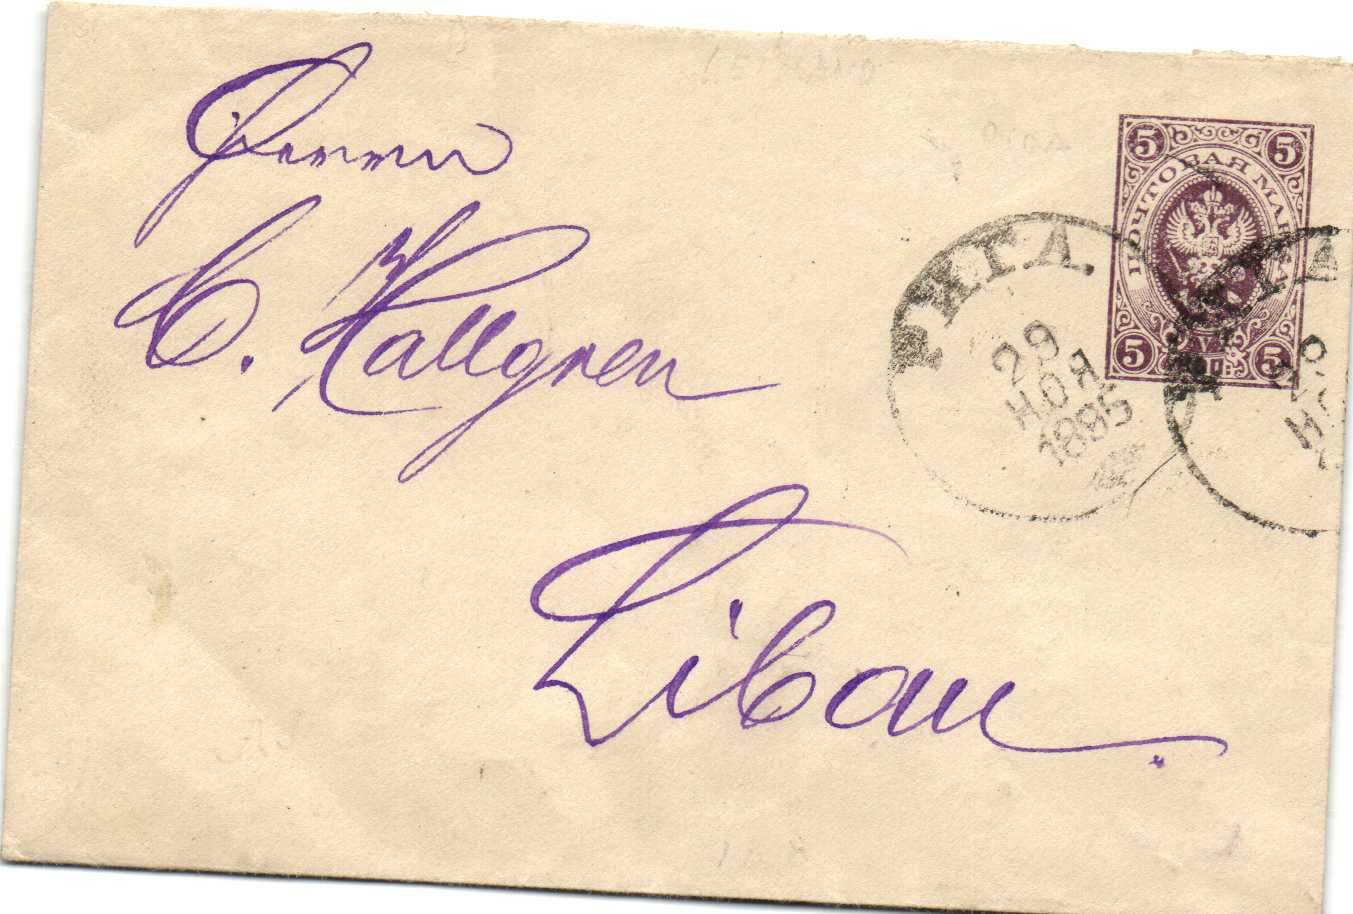 Herrn
C. Hallgren
Libau.
5 ПОЧТОВАЯ МАРКА 5
5 5
РИГА.
29
НОЯ
1885